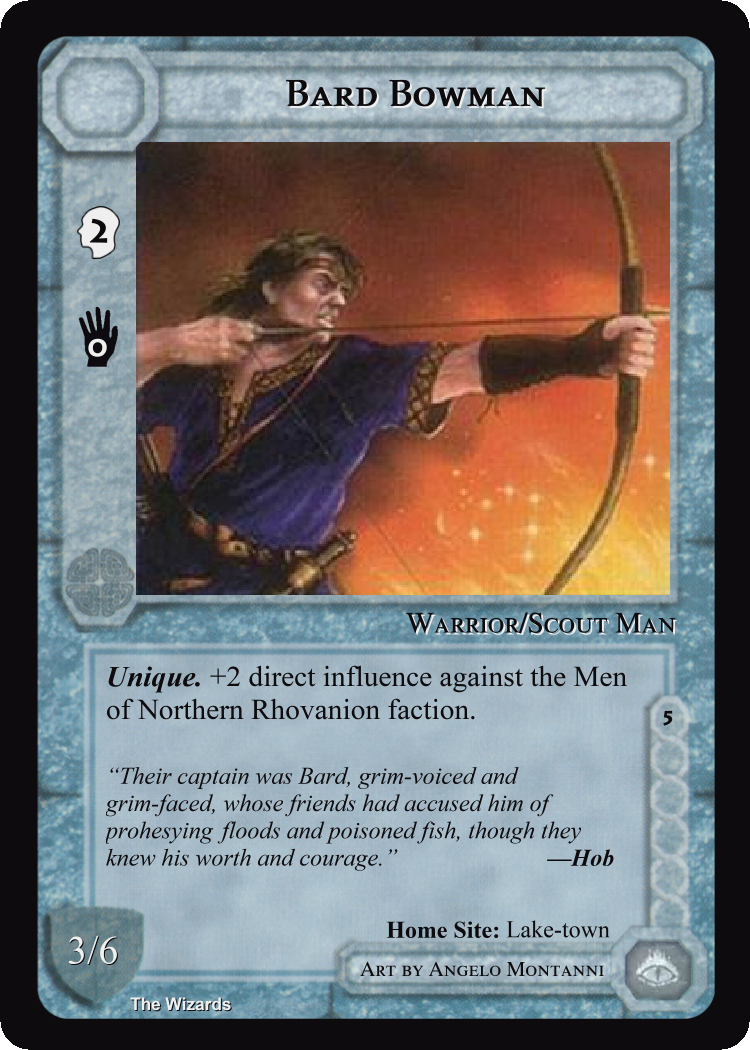 Bard Bowman
2
0
Warrior/Scout Man
Unique. +2 direct influence against the Men
of Northern Rhovanion faction.
5
“Their captain was Bard, grim-voiced and
grim-faced, whose friends had accused him of
prohesying floods and poisoned fish, though they
knew his worth and courage.” —Hob
Home Site: Lake-town
3/6
Art by Angelo Montanni
The Wizards